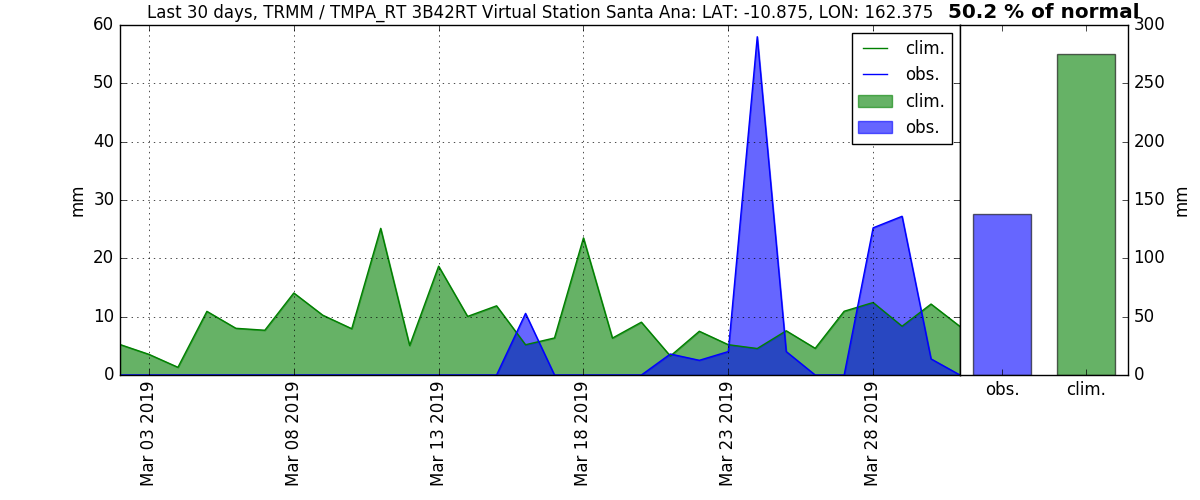 Last 30 days, TRMM / TMPA_RT 3B42RT Virtual Station Santa Ana: LAT: -10.875, LON: 162.375
50.2 % of normal
60
50
40
30
20
10
0
mm
clim.
obs.
clim.
obs.
Mar 03 2019
Mar 08 2019
Mar 13 2019
Mar 18 2019
Mar 23 2019
Mar 28 2019
300
250
200
150
100
50
0
mm
obs.
clim.